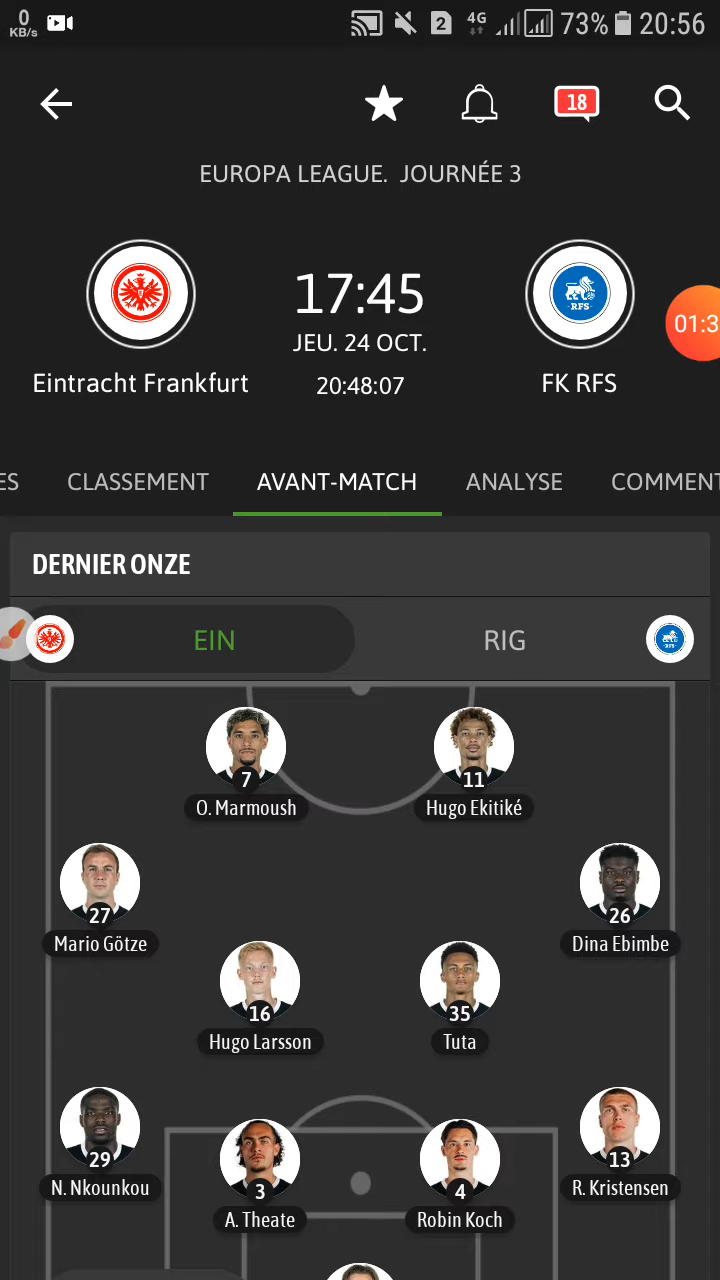 0
KB/s
2
4G
73%
20:56
18
EUROPA LEAGUE. JOURNÉE 3
17:45
JEU. 24 OCT.
20:48:07
Eintracht Frankfurt
RFS
FK RFS
01:3
ES CLASSEMENT AVANT-MATCH ANALYSE COMMENT
DERNIER ONZE
EIN
RIG
7
O. Marmoush
11
Hugo Ekitiké
27
Mario Götze
26
Dina Ebimbe
16
Hugo Larsson
35
Tuta
29
N. Nkounkou
3
A. Theate
4
Robin Koch
13
R. Kristensen